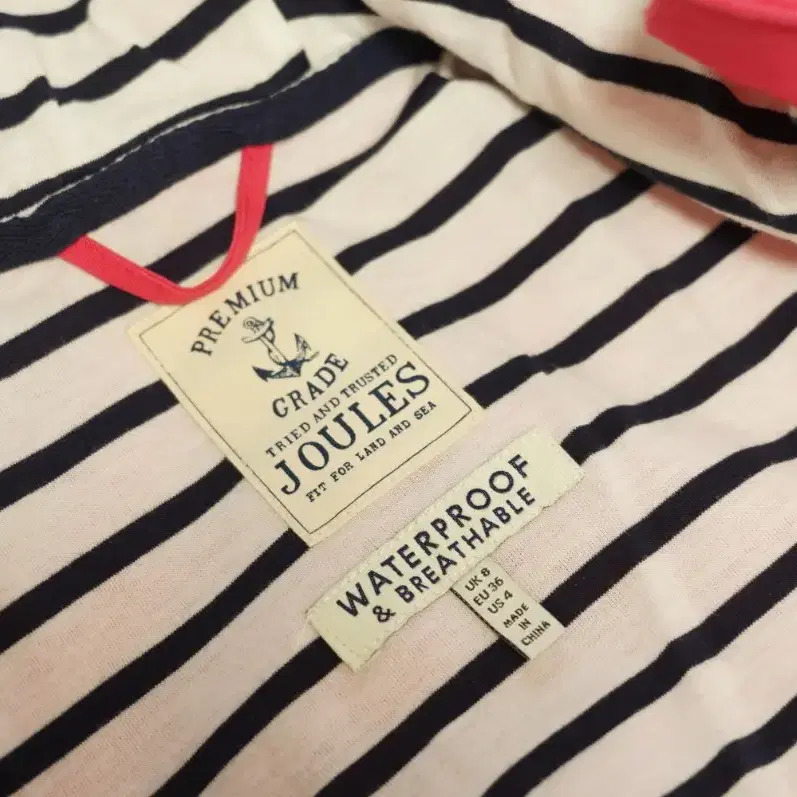 PREMIUM
GRADE
TRIED AND TRUSTED
JOULES
FIT FOR LAND AND SEA
WATERPROOF
& BREATHABLE
UK 8
EU 36
US 4
MADE
IN
CHINA